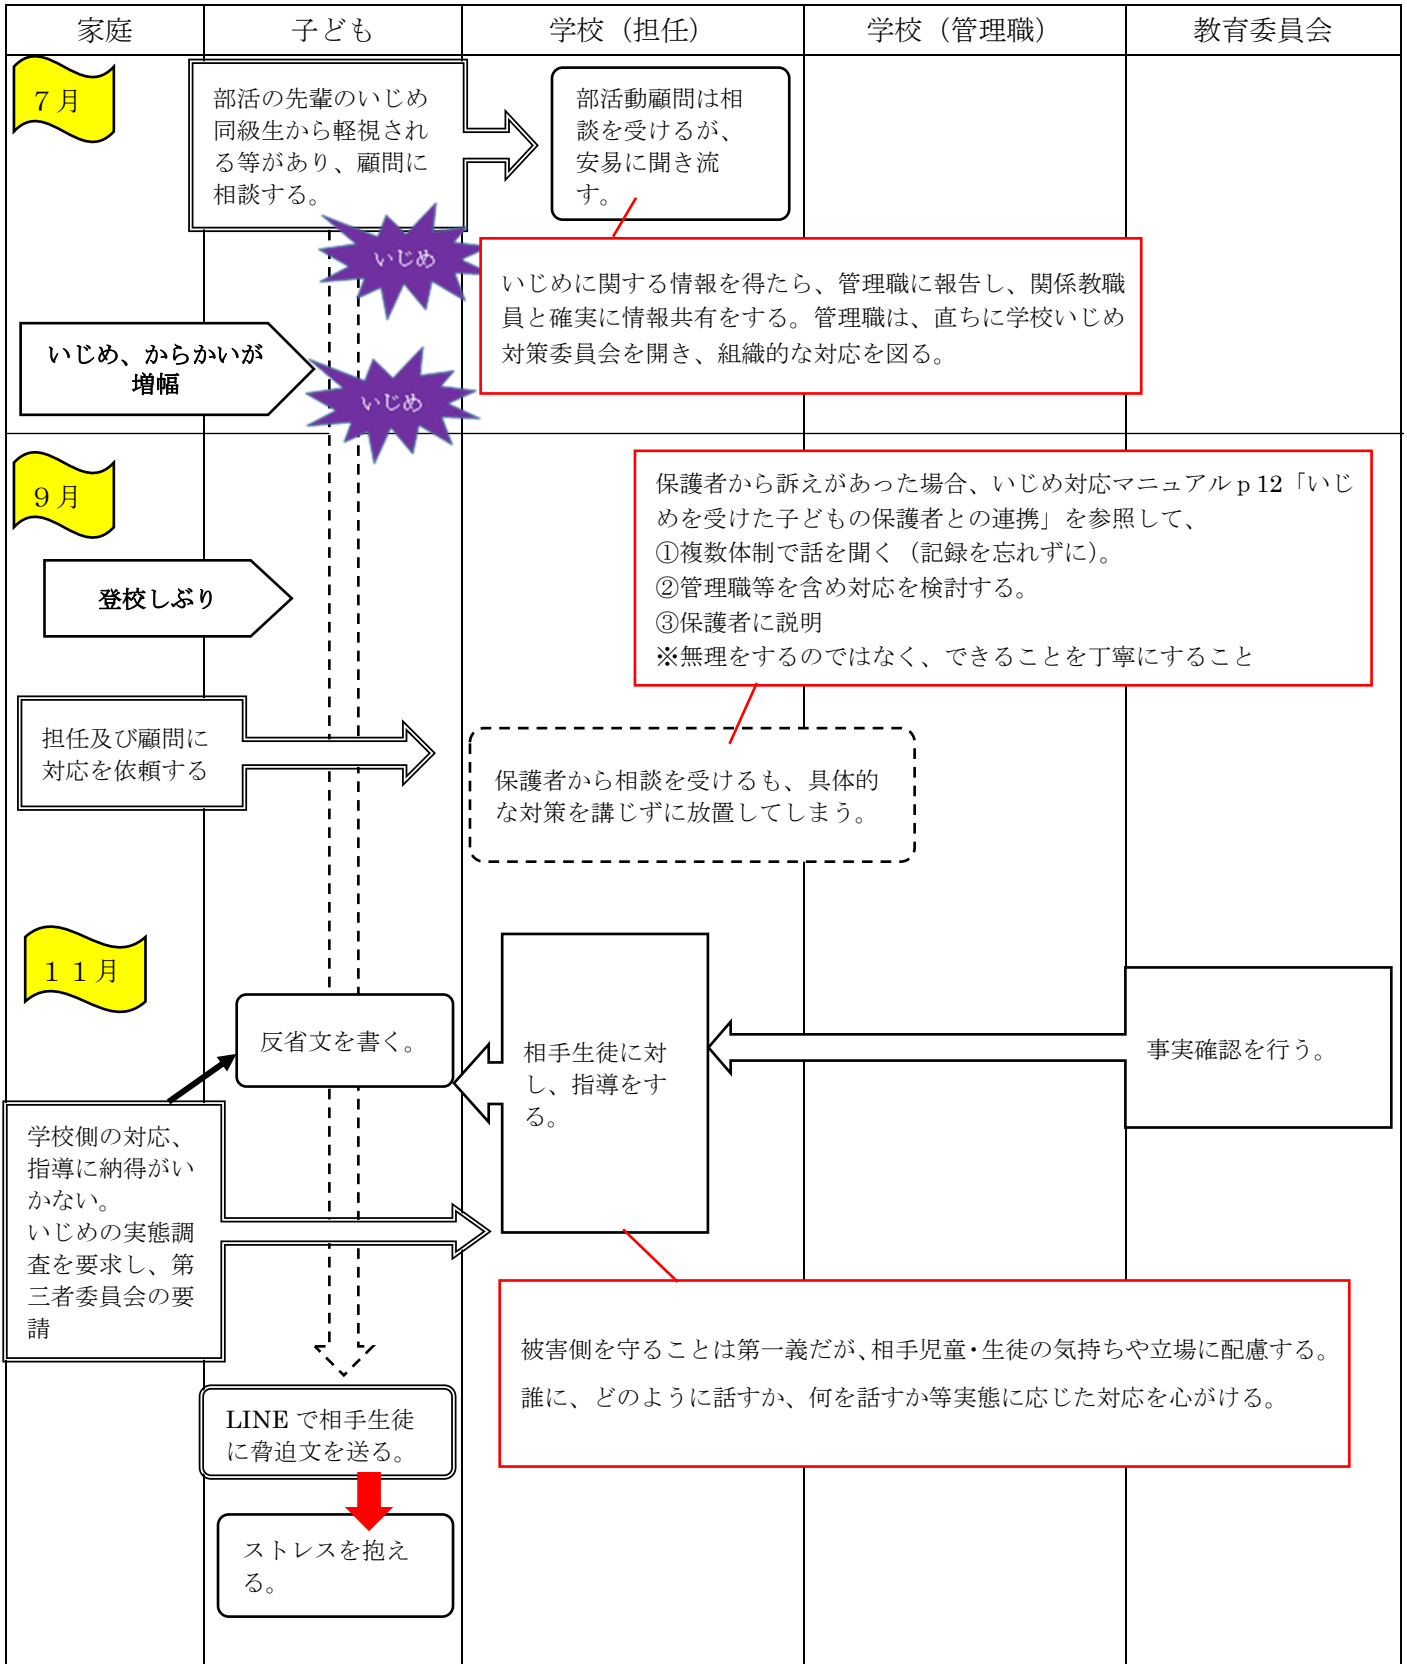 家庭
子ども
学校（担任）
学校（管理職）
教育委員会
７月
部活の先輩のいじめ
同級生から軽視され
る等があり、顧問に
相談する。
部活動顧問は相
談を受けるが、
安易に聞き流
す。
いじめ
いじめに関する情報を得たら、管理職に報告し、関係教職
員と確実に情報共有をする。管理職は、直ちに学校いじめ
対策委員会を開き、組織的な対応を図る。
いじめ、からかいが
増幅
いじめ
９月
保護者から訴えがあった場合、いじめ対応マニュアルｐ12「いじ
めを受けた子どもの保護者との連携」を参照して、
①複数体制で話を聞く（記録を忘れずに）。
②管理職等を含め対応を検討する。
③保護者に説明
※無理をするのではなく、できることを丁寧にすること
登校しぶり
担任及び顧問に
対応を依頼する
保護者から相談を受けるも、具体的
な対策を講じずに放置してしまう。
１１月
反省文を書く。
相手生徒に対
し、指導をす
る。
事実確認を行う。
学校側の対応、
指導に納得がい
かない。
いじめの実態調
査を要求し、第
三者委員会の要
請
被害側を守ることは第一義だが、相手児童・生徒の気持ちや立場に配慮する。
誰に、どのように話すか、何を話すか等実態に応じた対応を心がける。
LINE で相手生徒
に脅迫文を送る。
ストレスを抱え
る。